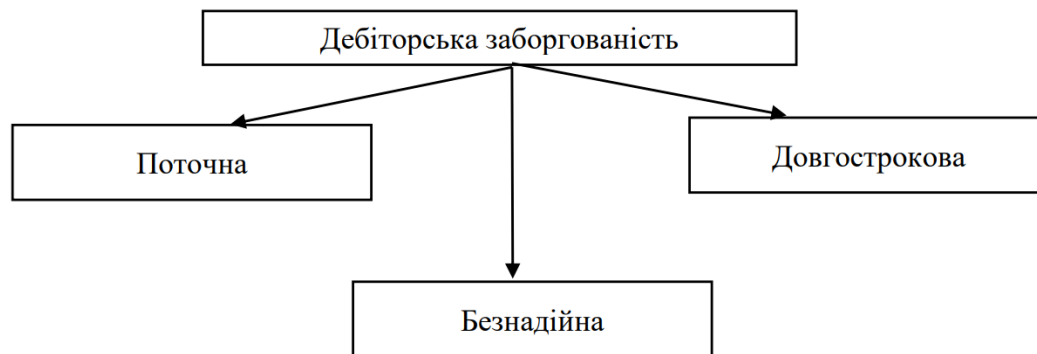 Дебіторська заборгованість
Поточна
Довгострокова
Безнадійна